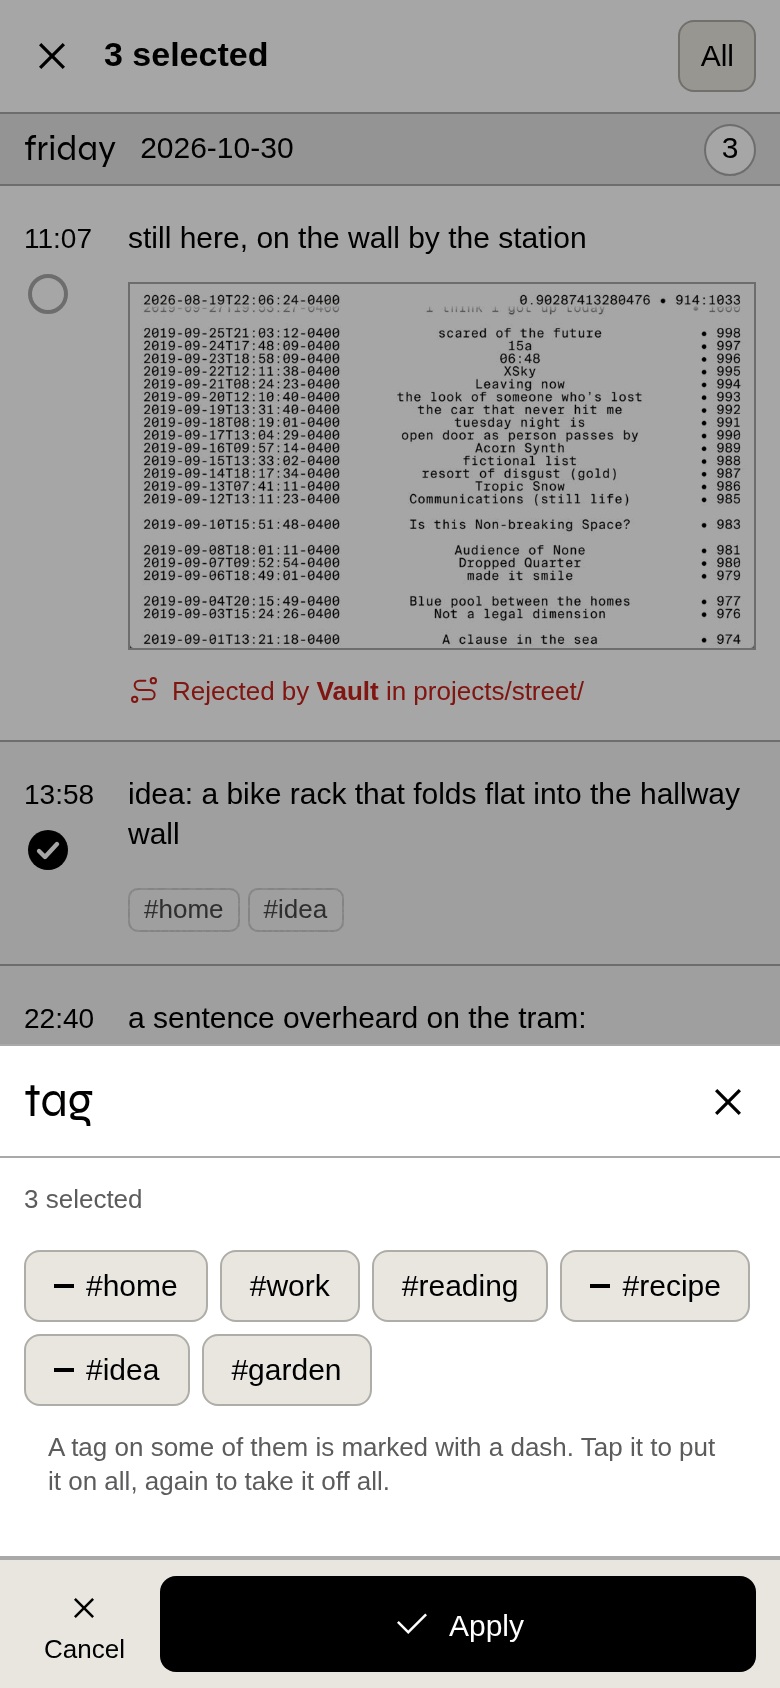 3 selected
All
friday 2026-10-30
3
11:07 still here, on the wall by the station
2026-08-19T22:06:24-0400 0.90287413280476 • 914:1033
2019-09-27T19:53:27-0400 i think i got up today • 1000
2019-09-25T21:03:12-0400 scared of the future • 998
2019-09-24T17:48:09-0400 15a • 997
2019-09-23T18:58:09-0400 06:48 • 996
2019-09-22T12:11:38-0400 XSky • 995
2019-09-21T08:24:23-0400 Leaving now • 994
2019-09-20T12:10:40-0400 the look of someone who's lost • 993
2019-09-19T13:31:40-0400 the car that never hit me • 992
2019-09-18T08:19:01-0400 tuesday night is • 991
2019-09-17T13:04:29-0400 open door as person passes by • 990
2019-09-16T09:57:14-0400 Acorn Synth • 989
2019-09-15T13:33:02-0400 fictional list • 988
2019-09-14T18:17:34-0400 resort of disgust (gold) • 987
2019-09-13T07:41:11-0400 Tropic Snow • 986
2019-09-12T13:11:23-0400 Communications (still life) • 985
2019-09-10T15:51:48-0400 Is this Non-breaking Space? • 983
2019-09-08T18:01:11-0400 Audience of None • 981
2019-09-07T09:52:54-0400 Dropped Quarter • 980
2019-09-06T18:49:01-0400 made it smile • 979
2019-09-04T20:15:49-0400 Blue pool between the homes • 977
2019-09-03T15:24:26-0400 Not a legal dimension • 976
2019-09-01T13:21:18-0400 A clause in the sea • 974
Rejected by Vault in projects/street/
13:58 idea: a bike rack that folds flat into the hallway
wall
#home #idea
22:40 a sentence overheard on the tram:
tag
3 selected
#home #work #reading #recipe
#idea #garden
A tag on some of them is marked with a dash. Tap it to put
it on all, again to take it off all.
Cancel
Apply